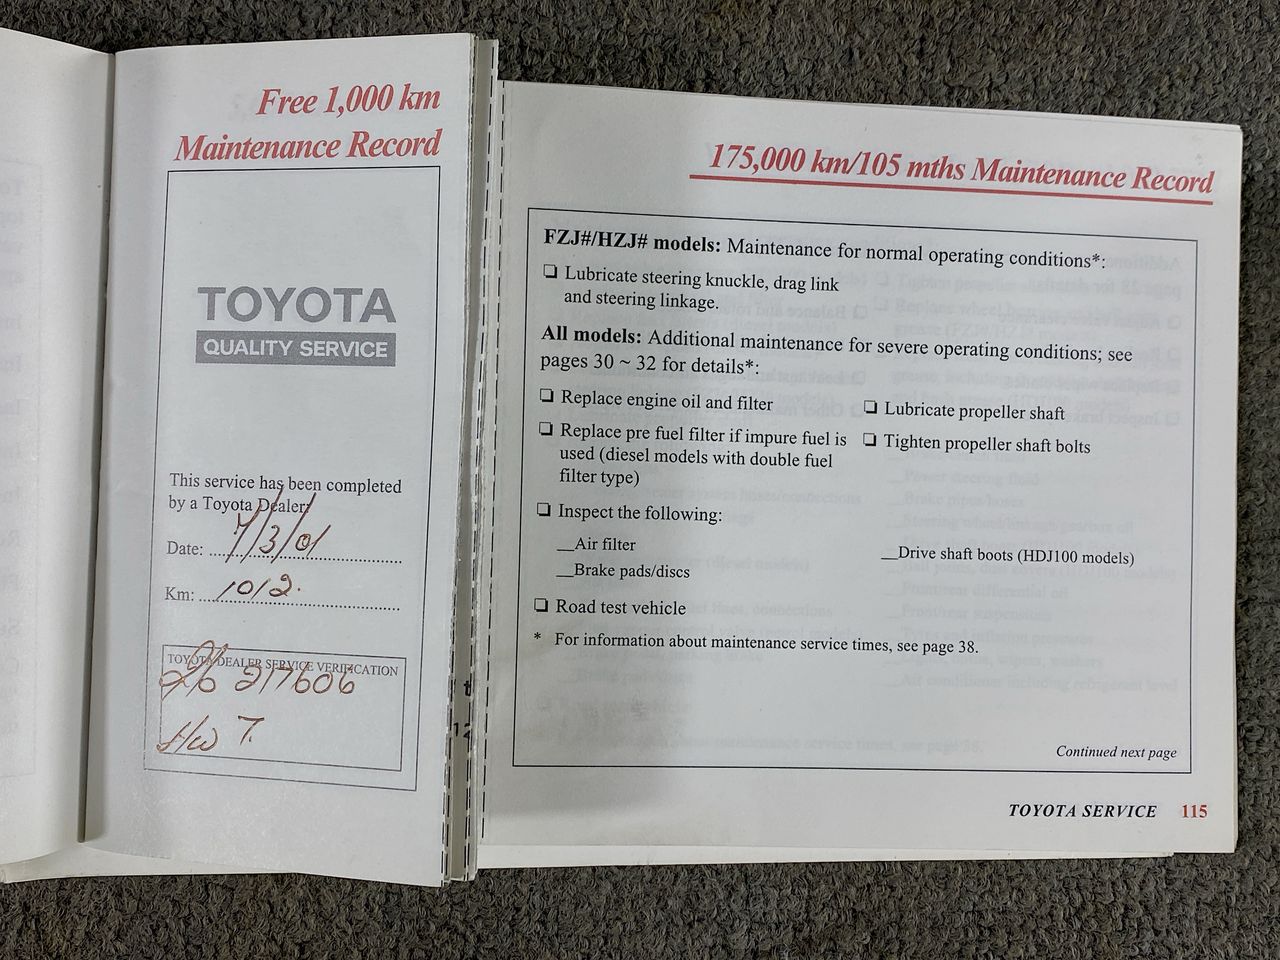 Free 1,000 km
Maintenance Record
TOYOTA
QUALITY SERVICE
This service has been completed
by a Toyota Dealer:
Date: 7/3/01
Km: 1012.
TOYOTA DEALER SERVICE VERIFICATION
217606
175,000 km/105 mths Maintenance Record
FZJ#/HZJ# models: Maintenance for normal operating conditions*:
❑ Lubricate steering knuckle, drag link
and steering linkage.
All models: Additional maintenance for severe operating conditions; see
pages 30 ~ 32 for details*:
❑ Replace engine oil and filter
❑ Replace pre fuel filter if impure fuel is
used (diesel models with double fuel
filter type)
❑ Lubricate propeller shaft
❑ Tighten propeller shaft bolts
❑ Inspect the following:
__Air filter
__Brake pads/discs
__Drive shaft boots (HDJ100 models)
❑ Road test vehicle
* For information about maintenance service times, see page 38.
Continued next page
TOYOTA SERVICE 115